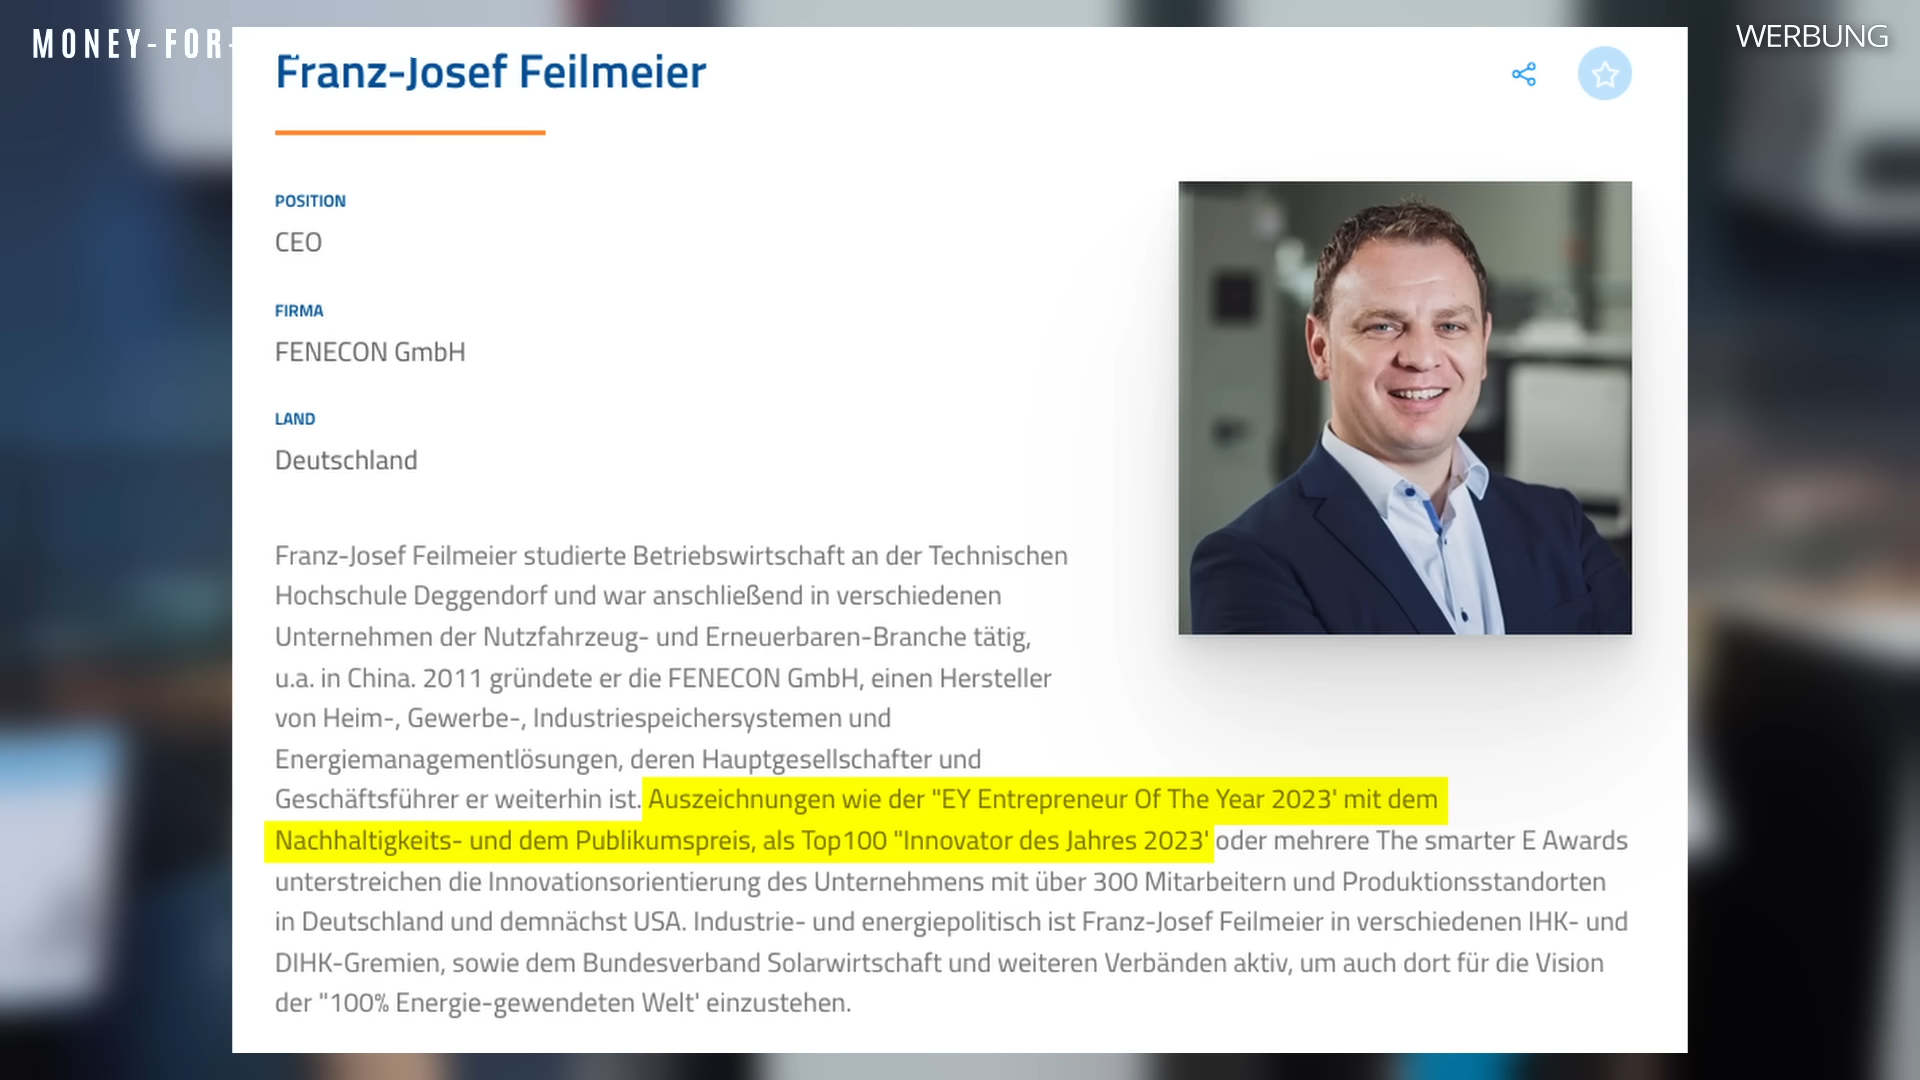 MONEY-FOR-
WERBUNG
Franz-Josef Feilmeier
POSITION
CEO
FIRMA
FENECON GmbH
LAND
Deutschland
Franz-Josef Feilmeier studierte Betriebswirtschaft an der Technischen
Hochschule Deggendorf und war anschließend in verschiedenen
Unternehmen der Nutzfahrzeug- und Erneuerbaren-Branche tätig,
u.a. in China. 2011 gründete er die FENECON GmbH, einen Hersteller
von Heim-, Gewerbe-, Industriespeichersystemen und
Energiemanagementlösungen, deren Hauptgesellschafter und
Geschäftsführer er weiterhin ist. Auszeichnungen wie der "EY Entrepreneur Of The Year 2023' mit dem
Nachhaltigkeits- und dem Publikumspreis, als Top100 "Innovator des Jahres 2023' oder mehrere The smarter E Awards
unterstreichen die Innovationsorientierung des Unternehmens mit über 300 Mitarbeitern und Produktionsstandorten
in Deutschland und demnächst USA. Industrie- und energiepolitisch ist Franz-Josef Feilmeier in verschiedenen IHK- und
DIHK-Gremien, sowie dem Bundesverband Solarwirtschaft und weiteren Verbänden aktiv, um auch dort für die Vision
der "100% Energie-gewendeten Welt' einzustehen.